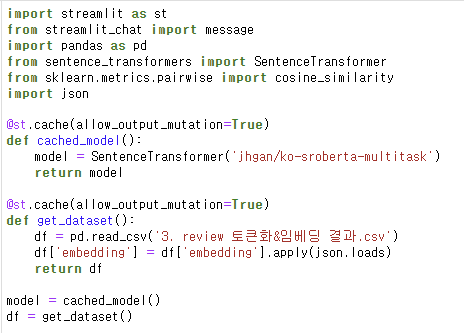 import streamlit as st
from streamlit_chat import message
import pandas as pd
from sentence_transformers import SentenceTransformer
from sklearn.metrics.pairwise import cosine_similarity
import json

@st.cache(allow_output_mutation=True)
def cached_model():
    model = SentenceTransformer('jhgan/ko-sroberta-multitask')
    return model

@st.cache(allow_output_mutation=True)
def get_dataset():
    df = pd.read_csv('3. review 토큰화&임베딩 결과.csv')
    df['embedding'] = df['embedding'].apply(json.loads)
    return df

model = cached_model()
df = get_dataset()